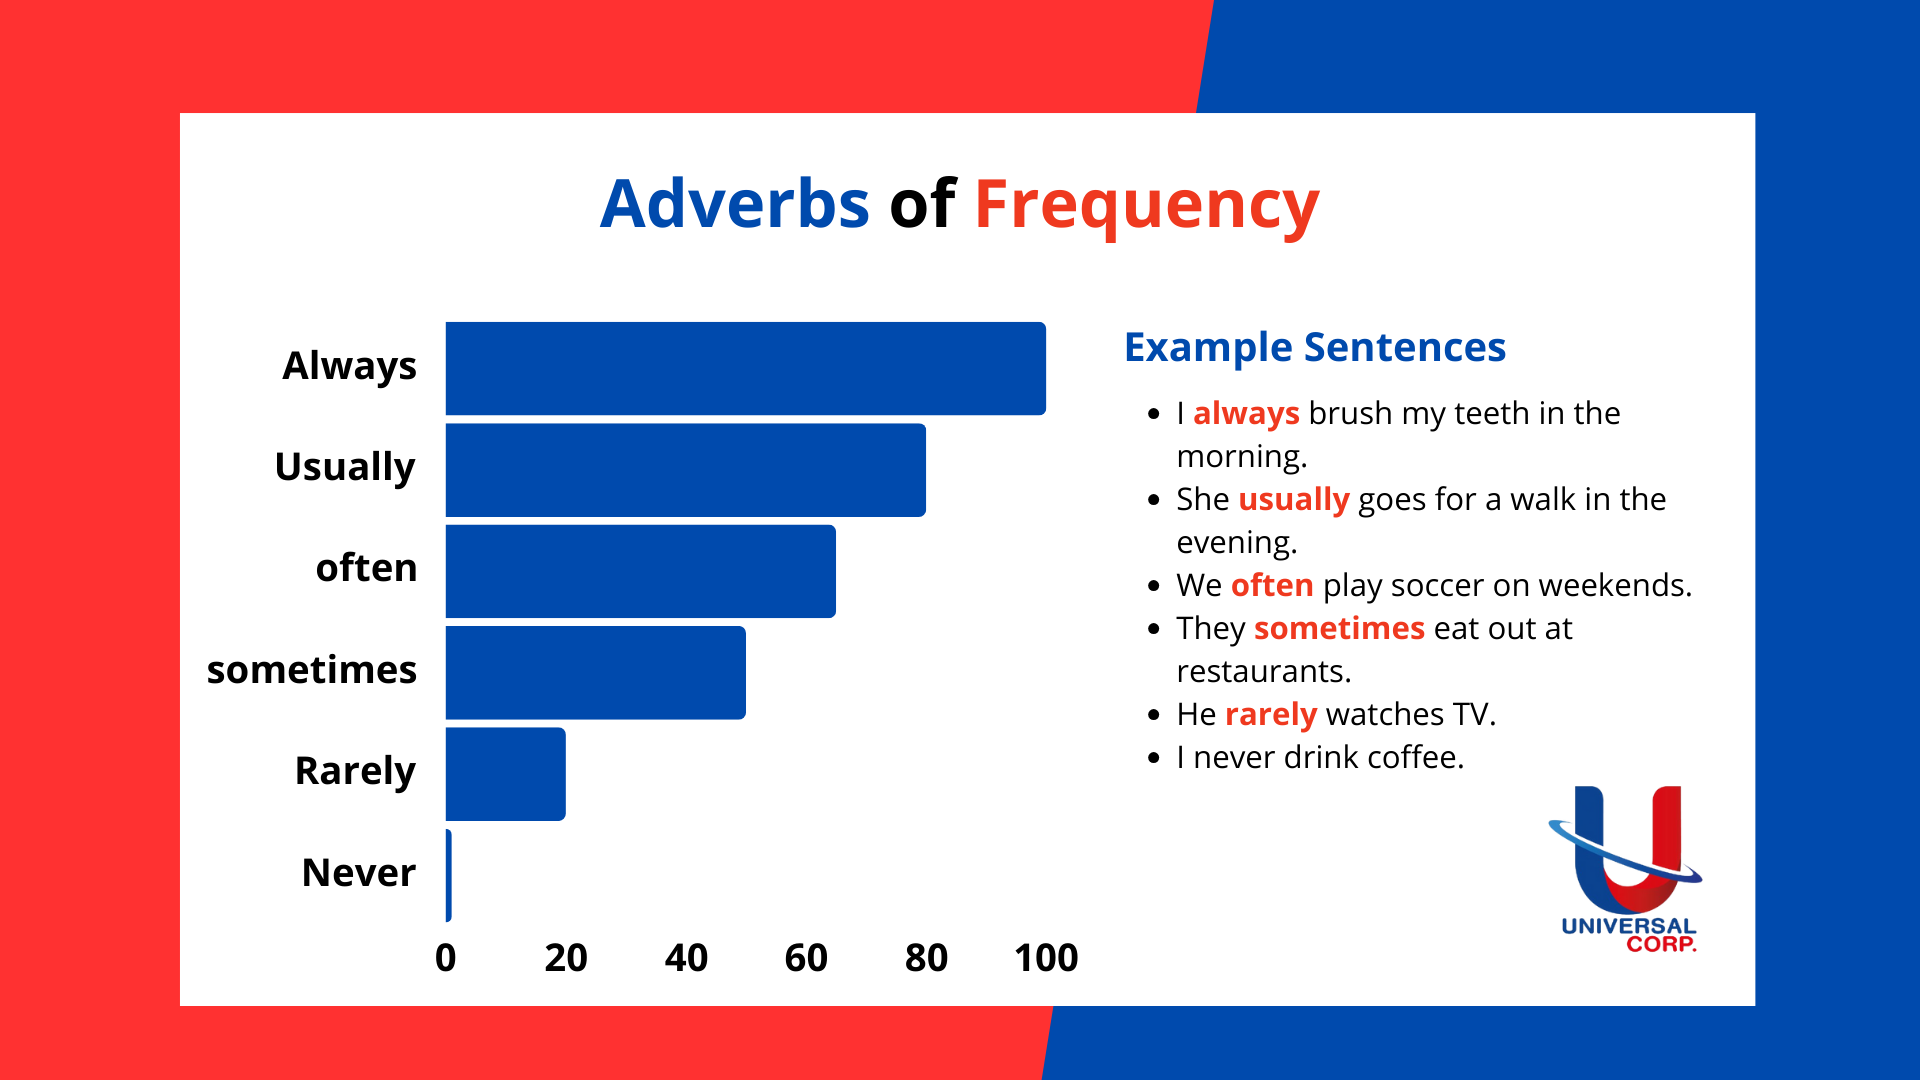 Adverbs of Frequency
Always
Usually
often
sometimes
Rarely
Never
0 20 40 60 80 100
Example Sentences
• I always brush my teeth in the
morning.
• She usually goes for a walk in the
evening.
• We often play soccer on weekends.
• They sometimes eat out at
restaurants.
• He rarely watches TV.
• I never drink coffee.
UNIVERSAL
CORP.